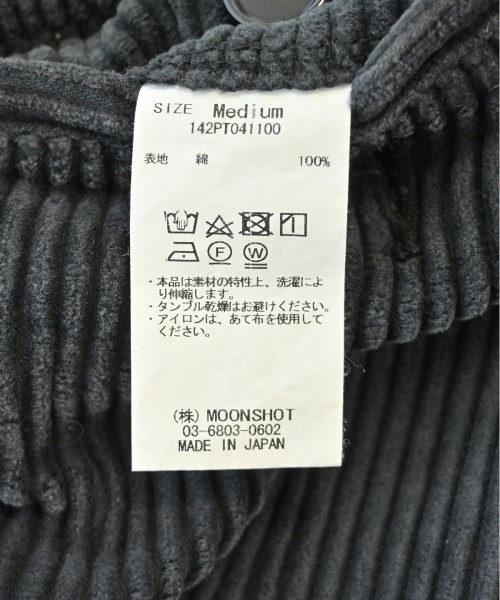 SIZE Medium
142PT041100
表地 綿 100%
・本品は素材の特性上、洗濯によ
り伸縮します。
・タンブル乾燥はお避けください。
・アイロンは、あて布を使用して
ください。
(株) MOONSHOT
03-6803-0602
MADE IN JAPAN